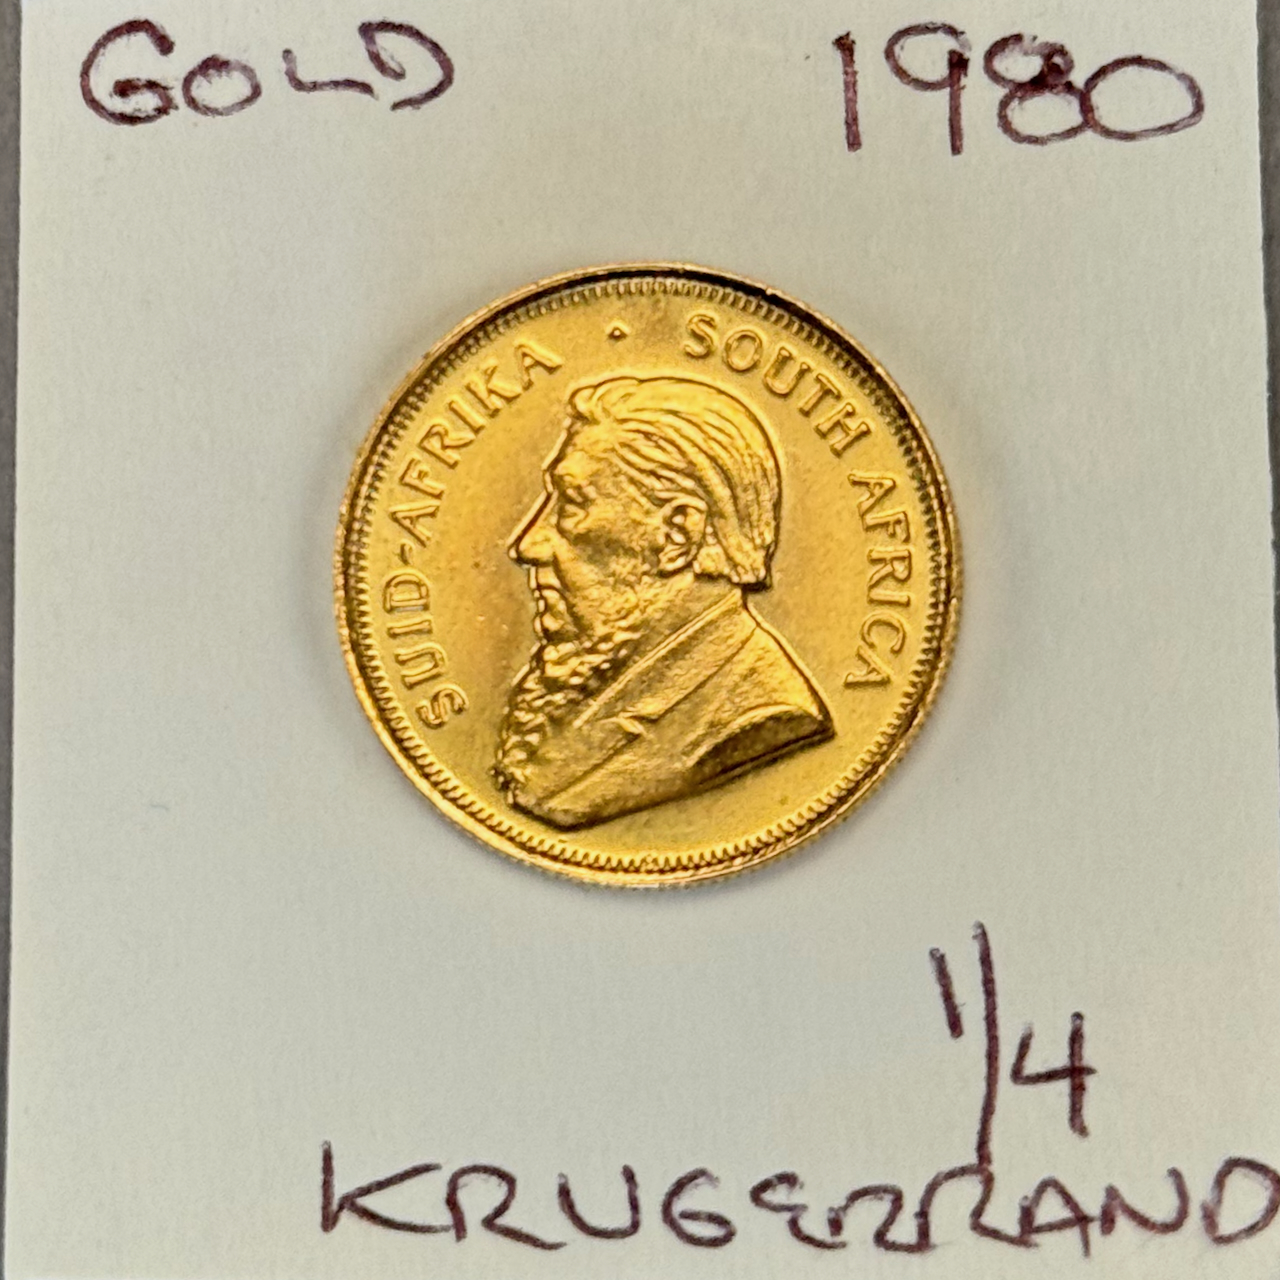 GOLD 1980
SUID-AFRIKA · SOUTH AFRICA
1/4
KRUGERRAND